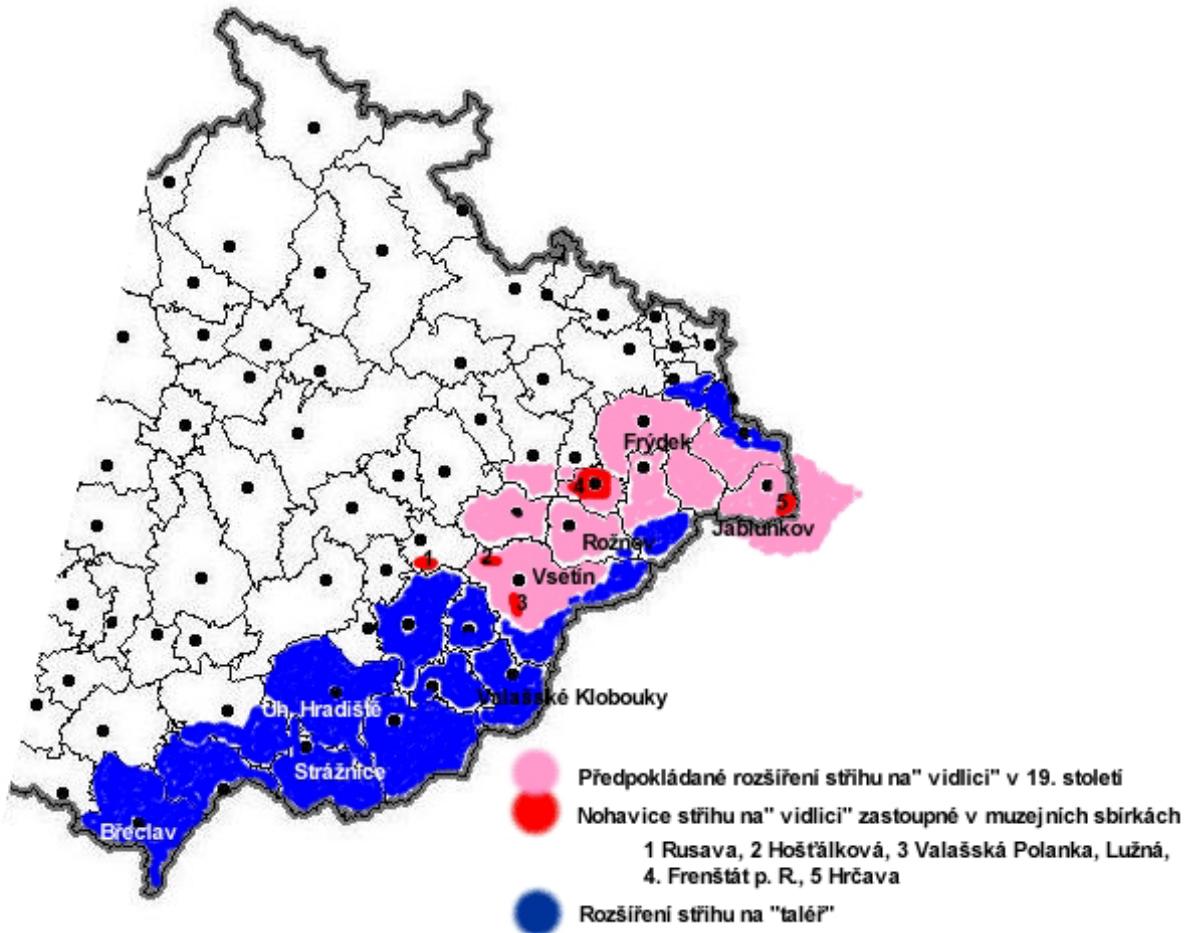 Frýdek
4
5
Jablunkov
Rožnov
1
2
Vsetín
3
Valašské Klobouky
Uh. Hradiště
Strážnice
Břeclav
Předpokládané rozšíření střihu na" vidlici" v 19. století
Nohavice střihu na" vidlici" zastoupné v muzejních sbírkách
1 Rusava, 2 Hošťálková, 3 Valašská Polanka, Lužná,
4. Frenštát p. R., 5 Hrčava
Rozšíření střihu na "taléř"